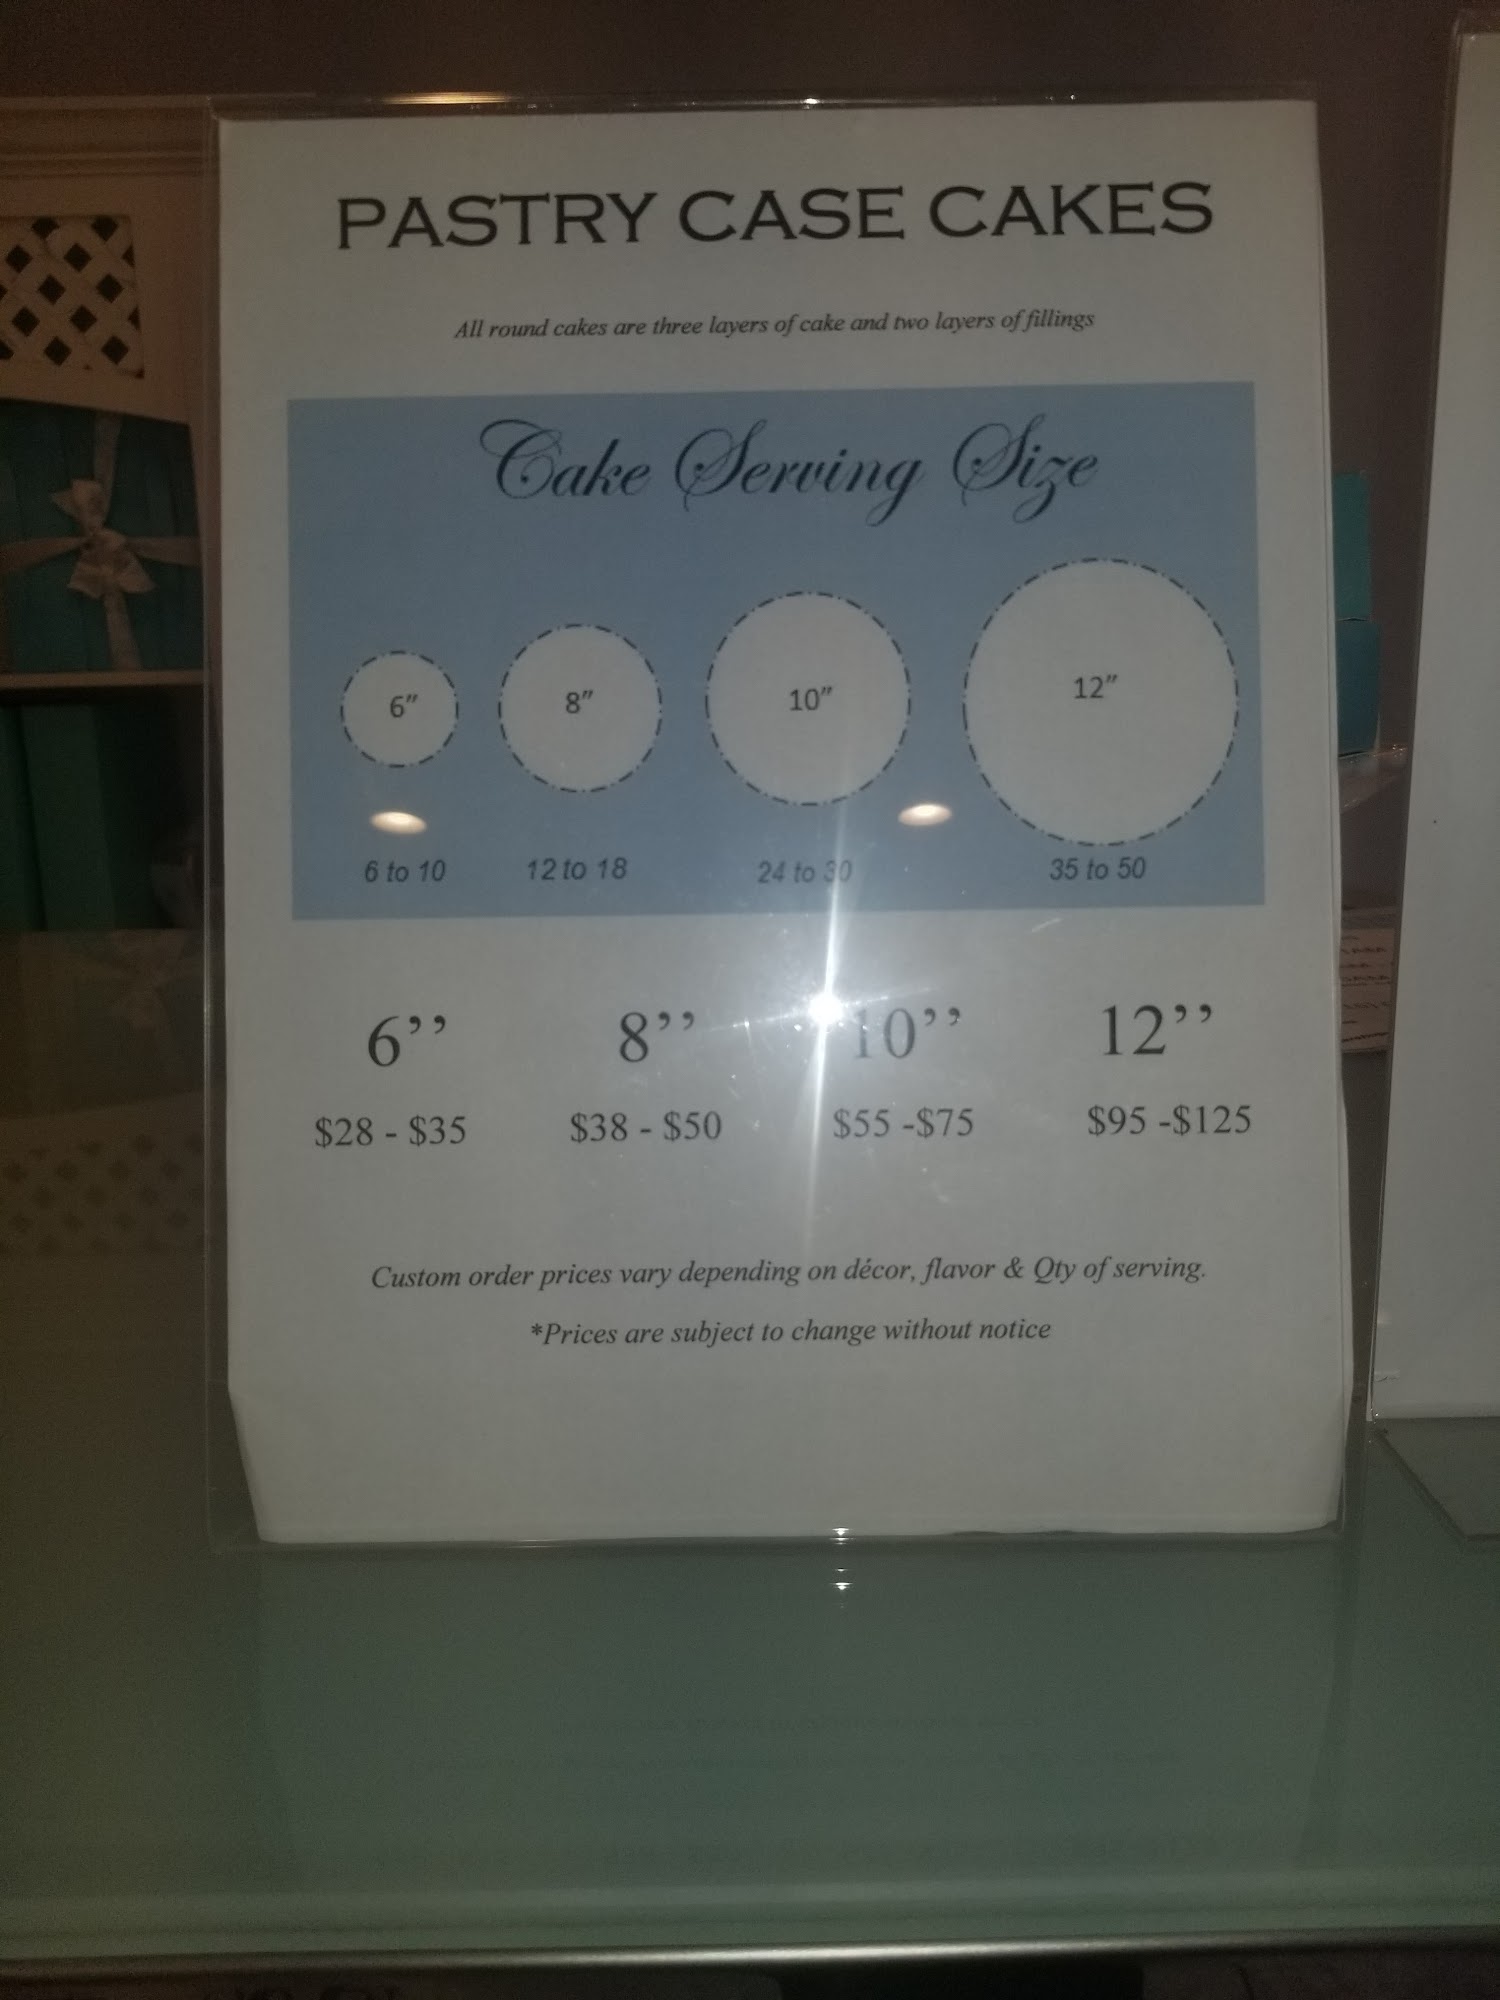 PASTRY CASE CAKES
All round cakes are three layers of cake and two layers of fillings
Cake Serving Size
6” 8” 10” 12”
6 to 10 12 to 18 24 to 30 35 to 50
6’’ 8’’ 10’’ 12’’
$28 - $35 $38 - $50 $55 -$75 $95 -$125
Custom order prices vary depending on décor, flavor & Qty of serving.
*Prices are subject to change without notice